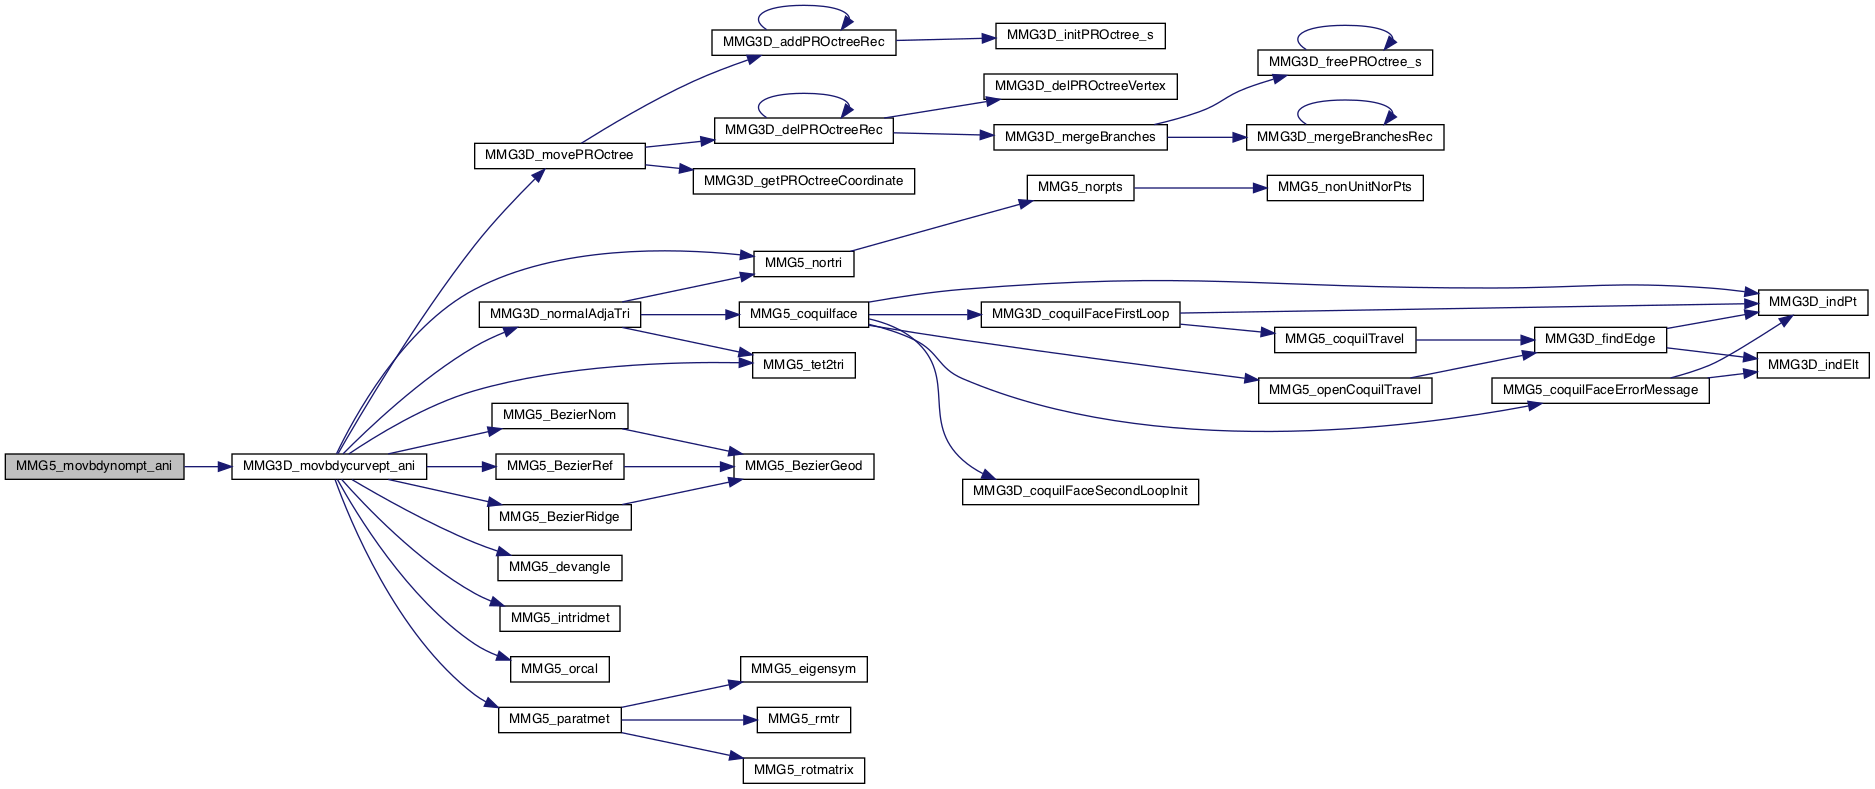 MMG3D_addPROctreeRec
MMG3D_initPROctree_s
MMG3D_freePROctree_s
MMG3D_delPROctreeVertex
MMG3D_delPROctreeRec
MMG3D_mergeBranches
MMG3D_mergeBranchesRec
MMG3D_movePROctree
MMG3D_getPROctreeCoordinate
MMG5_norpts
MMG5_nonUnitNorPts
MMG5_nortri
MMG3D_normalAdjaTri
MMG5_coquilface
MMG3D_coquilFaceFirstLoop
MMG3D_indPt
MMG5_coquilTravel
MMG3D_findEdge
MMG5_tet2tri
MMG3D_indElt
MMG5_openCoquilTravel
MMG5_coquilFaceErrorMessage
MMG5_BezierNom
MMG5_movbdynompt_ani
MMG3D_movbdycurvept_ani
MMG5_BezierRef
MMG5_BezierGeod
MMG3D_coquilFaceSecondLoopInit
MMG5_BezierRidge
MMG5_devangle
MMG5_intridmet
MMG5_orcal
MMG5_eigensym
MMG5_paratmet
MMG5_rmtr
MMG5_rotmatrix